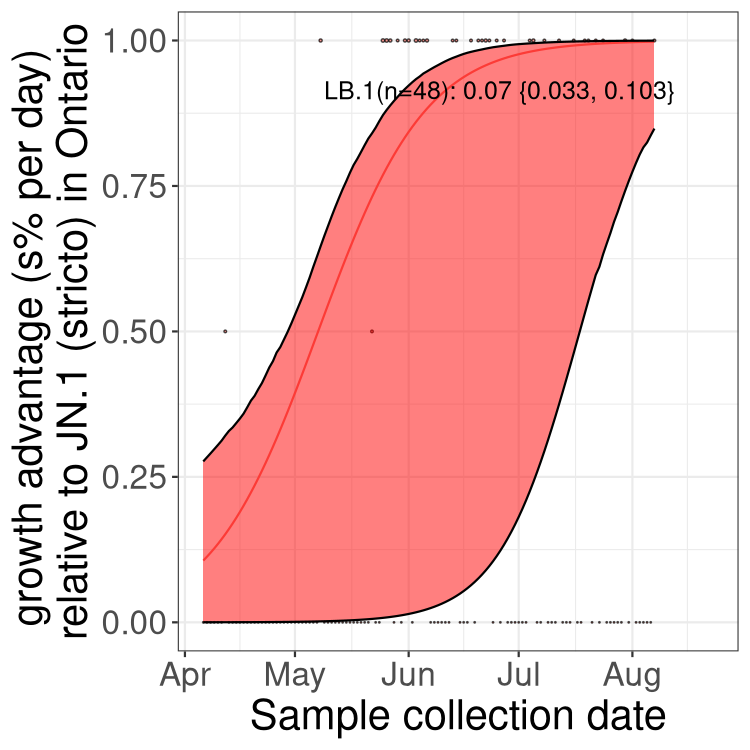 growth advantage (s% per day)
relative to JN.1 (stricto) in Ontario
1.00
0.75
0.50
0.25
0.00
LB.1(n=48): 0.07 {0.033, 0.103}
Apr May Jun Jul Aug
Sample collection date